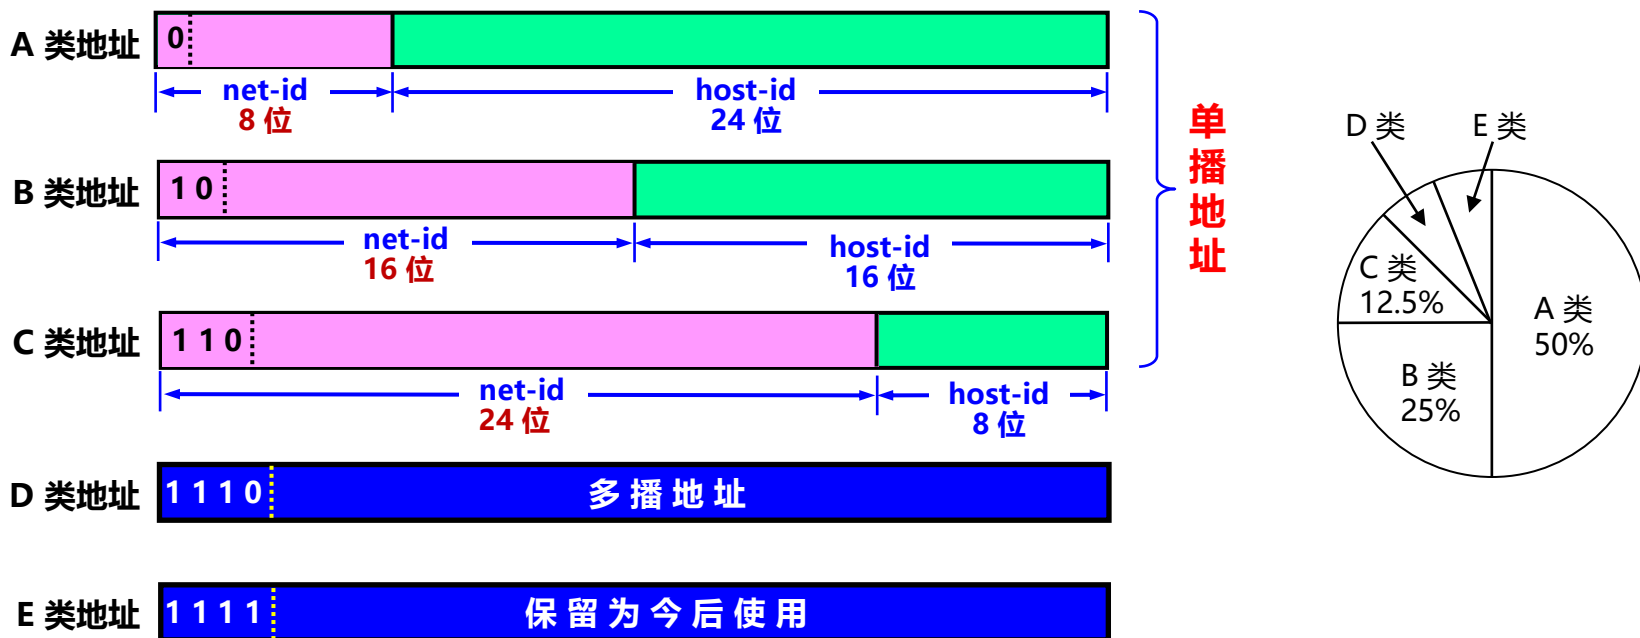 A 类地址
0
net-id
8 位
host-id
24 位
B 类地址
1 0
net-id
16 位
host-id
16 位
C 类地址
1 1 0
net-id
24 位
host-id
8 位
D 类地址
1 1 1 0
多播地址
E 类地址
1 1 1 1
保留为今后使用
单播地址
D 类
E 类
C 类
12.5%
A 类
50%
B 类
25%